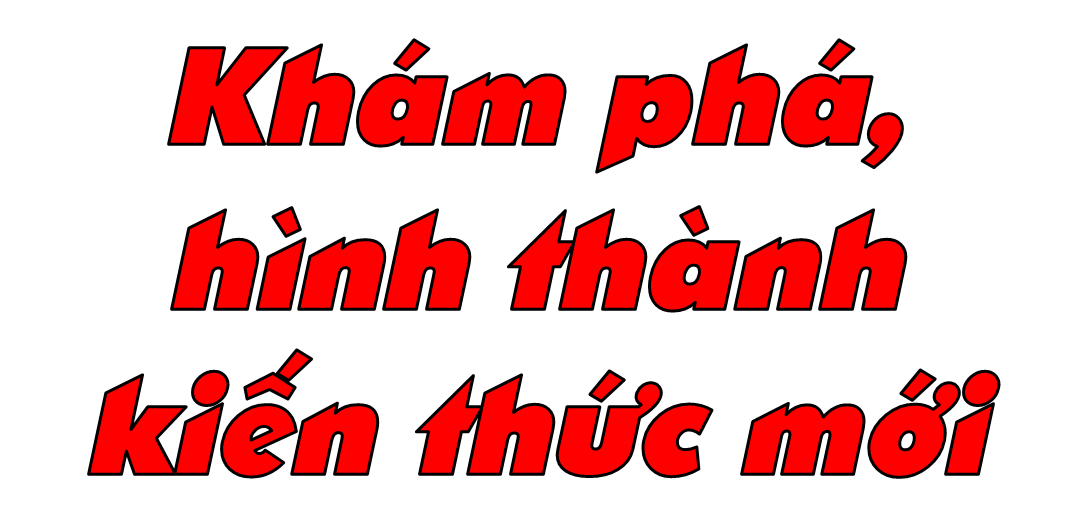 Khám phá,
hình thành
kiến thức mới